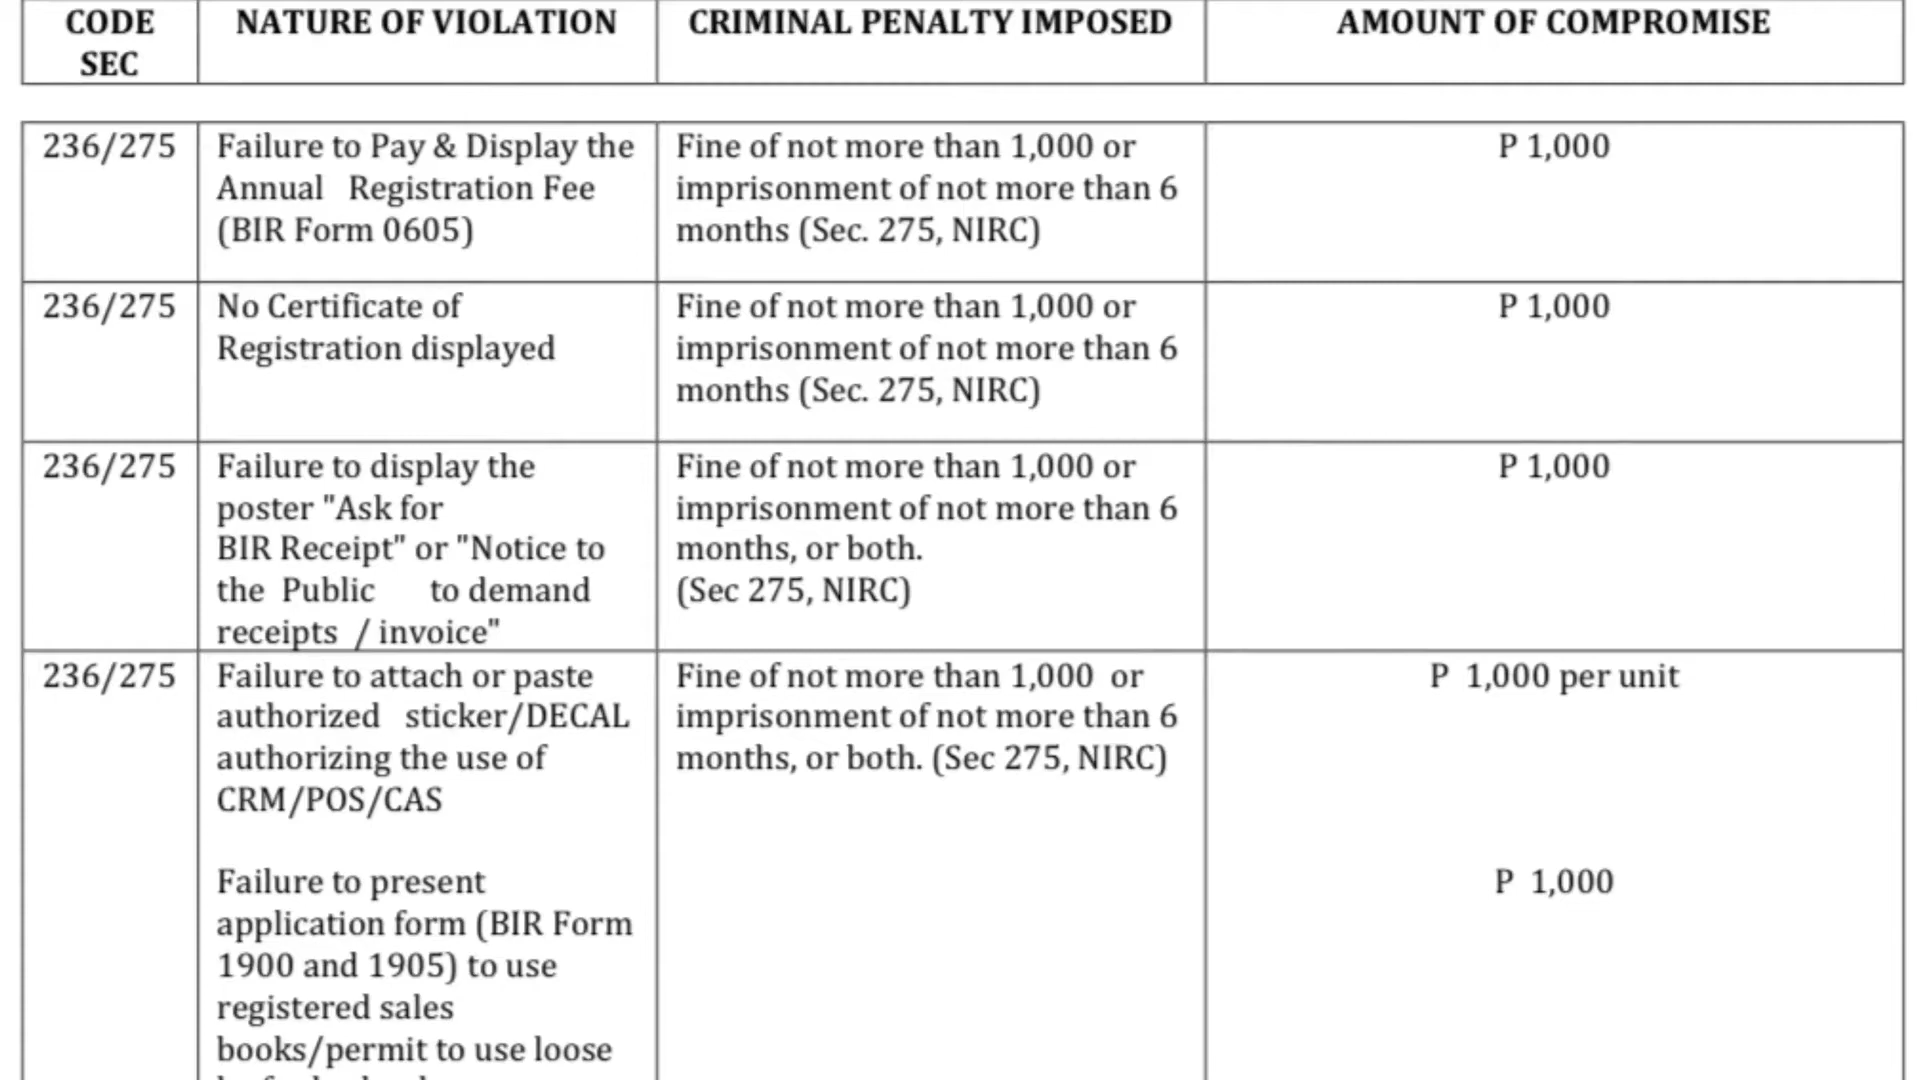 CODE SEC
NATURE OF VIOLATION
CRIMINAL PENALTY IMPOSED
AMOUNT OF COMPROMISE
236/275
Failure to Pay & Display the
Annual Registration Fee
(BIR Form 0605)
Fine of not more than 1,000 or
imprisonment of not more than 6
months (Sec. 275, NIRC)
P 1,000
236/275
No Certificate of
Registration displayed
Fine of not more than 1,000 or
imprisonment of not more than 6
months (Sec. 275, NIRC)
P 1,000
236/275
Failure to display the
poster "Ask for
BIR Receipt" or "Notice to
the Public to demand
receipts / invoice"
Fine of not more than 1,000 or
imprisonment of not more than 6
months, or both.
(Sec 275, NIRC)
P 1,000
236/275
Failure to attach or paste
authorized sticker/DECAL
authorizing the use of
CRM/POS/CAS
Fine of not more than 1,000 or
imprisonment of not more than 6
months, or both. (Sec 275, NIRC)
P 1,000 per unit
Failure to present
application form (BIR Form
1900 and 1905) to use
registered sales
books/permit to use loose
P 1,000